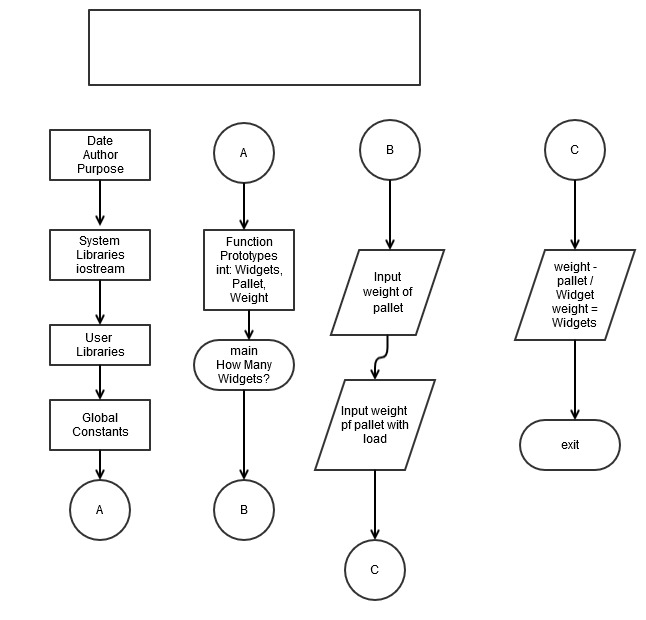 Date
Author
Purpose
System
Libraries
iostream
User
Libraries
Global
Constants
A
A
Function
Prototypes
int: Widgets,
Pallet,
Weight
main
How Many
Widgets?
B
B
Input
weight of
pallet
Input weight
pf pallet with
load
C
C
weight -
pallet /
Widget
weight =
Widgets
exit